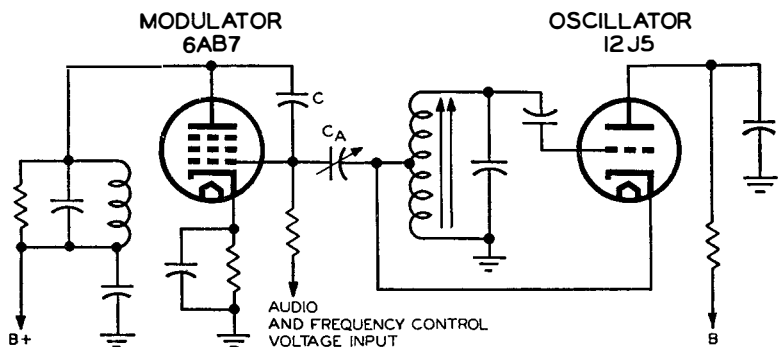 MODULATOR
6AB7
OSCILLATOR
12J5
C
CA
B+
AUDIO
AND FREQUENCY CONTROL
VOLTAGE INPUT
B